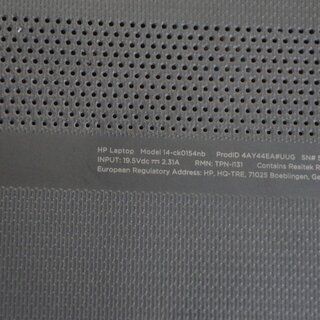 HP Laptop Model 14-ck0154nb ProdID 4AY44EA#UUG SN#
INPUT: 19.5Vdc ⎓ 2.31A RMN: TPN-I131 Contains Realtek
European Regulatory Address: HP, HQ-TRE, 71025 Boeblingen,